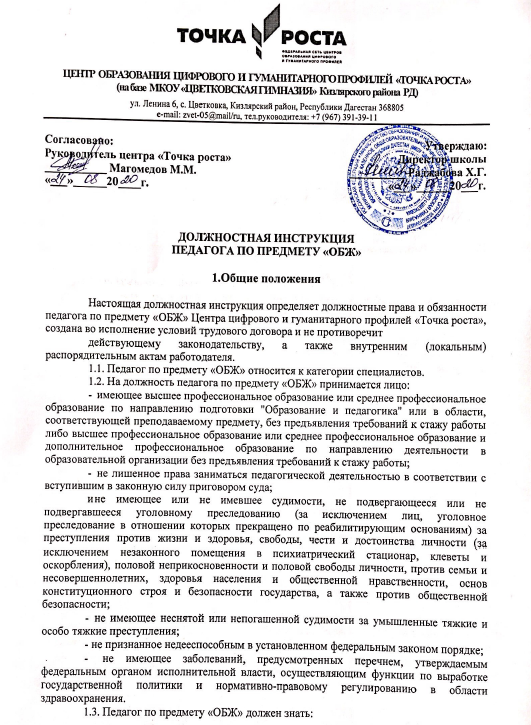 ТОЧКА РОСТА
ФЕДЕРАЛЬНАЯ СЕТЬ ЦЕНТРОВ
ОБРАЗОВАНИЯ ЦИФРОВОГО
И ГУМАНИТАРНОГО ПРОФИЛЕЙ
ЦЕНТР ОБРАЗОВАНИЯ ЦИФРОВОГО И ГУМАНИТАРНОГО ПРОФИЛЕЙ «ТОЧКА РОСТА»
(на базе МКОУ «ЦВЕТКОВСКАЯ ГИМНАЗИЯ» Кизлярского района РД)
ул. Ленина 6, с. Цветковка, Кизлярский район, Республики Дагестан 368805
e-mail: zvet-05@mail/ru, тел.руководителя: +7 (967) 391-39-11
Согласовано: Утверждаю:
Руководитель центра «Точка роста» Директор школы
Магомедов М.М. Раджабова Х.Г.
«24» 08 2020 г. «24» 2020 г.
ДОЛЖНОСТНАЯ ИНСТРУКЦИЯ
ПЕДАГОГА ПО ПРЕДМЕТУ «ОБЖ»
1.Общие положения
Настоящая должностная инструкция определяет должностные права и обязанности
педагога по предмету «ОБЖ» Центра цифрового и гуманитарного профилей «Точка роста»,
создана во исполнение условий трудового договора и не противоречит
действующему законодательству, а также внутренним (локальным)
распорядительным актам работодателя.
1.1. Педагог по предмету «ОБЖ» относится к категории специалистов.
1.2. На должность педагога по предмету «ОБЖ» принимается лицо:
- имеющее высшее профессиональное образование или среднее профессиональное
образование по направлению подготовки "Образование и педагогика" или в области,
соответствующей преподаваемому предмету, без предъявления требований к стажу работы
либо высшее профессиональное образование или среднее профессиональное образование и
дополнительное профессиональное образование по направлению деятельности в
образовательной организации без предъявления требований к стажу работы;
- не лишенное права заниматься педагогической деятельностью в соответствии с
вступившим в законную силу приговором суда;
ине имеющее или не имевшее судимости, не подвергающееся или не
подвергавшееся уголовному преследованию (за исключением лиц, уголовное
преследование в отношении которых прекращено по реабилитирующим основаниям) за
преступления против жизни и здоровья, свободы, чести и достоинства личности (за
исключением незаконного помещения в психиатрический стационар, клеветы и
оскорбления), половой неприкосновенности и половой свободы личности, против семьи и
несовершеннолетних, здоровья населения и общественной нравственности, основ
конституционного строя и безопасности государства, а также против общественной
безопасности;
- не имеющее неснятой или непогашенной судимости за умышленные тяжкие и
особо тяжкие преступления;
- не признанное недееспособным в установленном федеральным законом порядке;
- не имеющее заболеваний, предусмотренных перечнем, утверждаемым
федеральным органом исполнительной власти, осуществляющим функции по выработке
государственной политики и нормативно-правовому регулированию в области
здравоохранения.
1.3. Педагог по предмету «ОБЖ» должен знать: